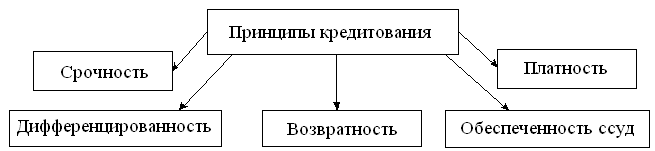 Принципы кредитования
Срочность
Платность
Дифференцированность
Возвратность
Обеспеченность ссуд